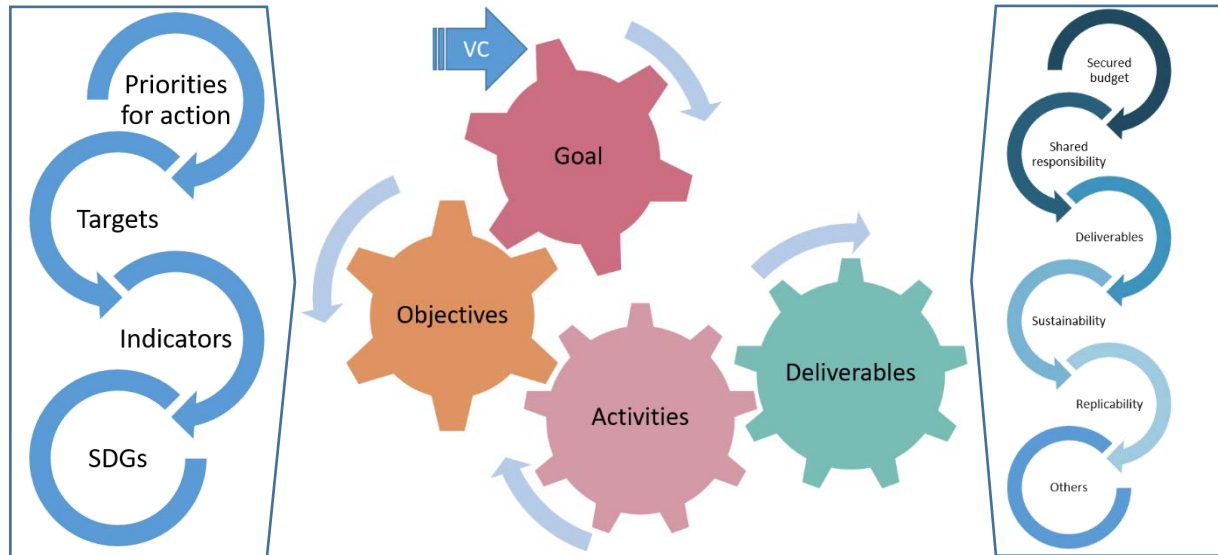 Priorities
for action
Targets
Indicators
SDGs
VC
Goal
Objectives
Activities
Deliverables
Secured
budget
Shared
responsibility
Deliverables
Sustainability
Replicability
Others